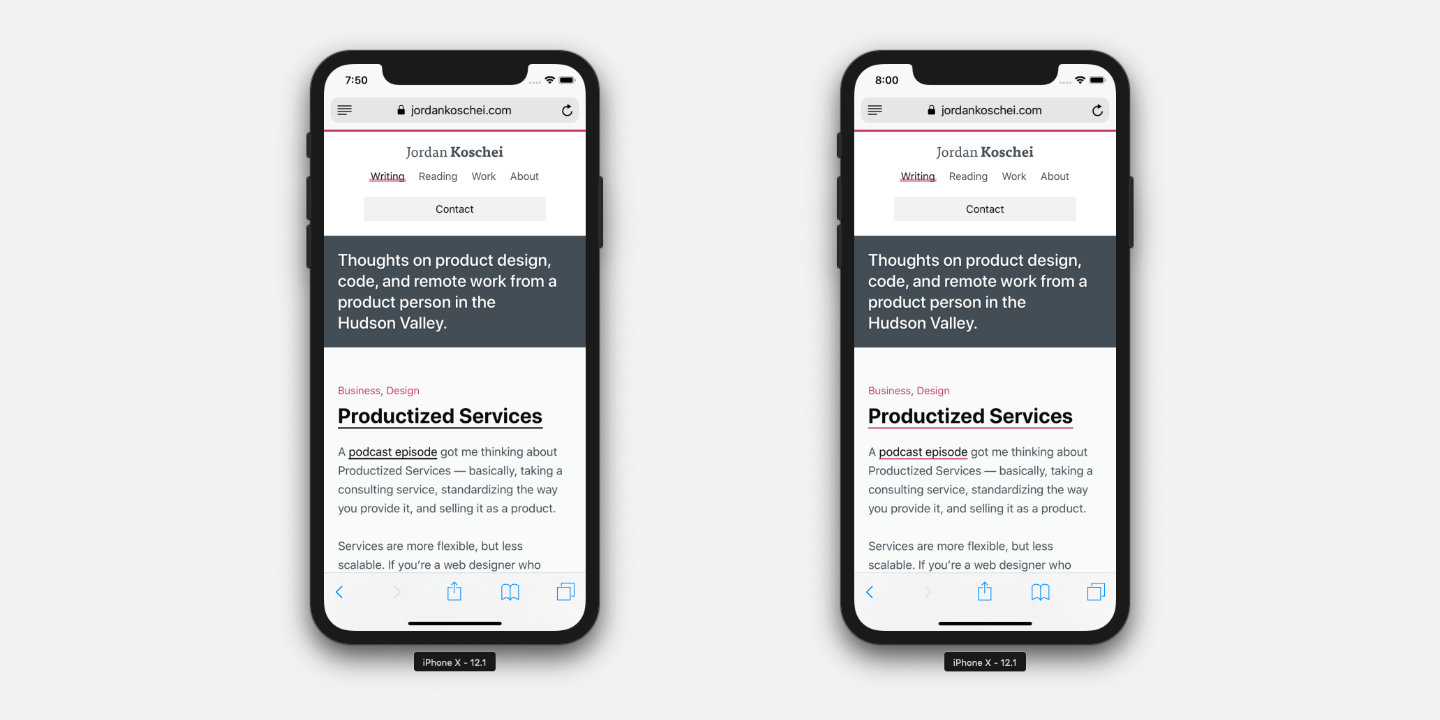 7:50
jordankoschei.com
Jordan Koschei
Writing Reading Work About
Contact
Thoughts on product design,
code, and remote work from a
product person in the
Hudson Valley.
Business, Design
Productized Services
A podcast episode got me thinking about
Productized Services — basically, taking a
consulting service, standardizing the way
you provide it, and selling it as a product.
Services are more flexible, but less
scalable. If you’re a web designer who
iPhone X - 12.1
8:00
jordankoschei.com
Jordan Koschei
Writing Reading Work About
Contact
Thoughts on product design,
code, and remote work from a
product person in the
Hudson Valley.
Business, Design
Productized Services
A podcast episode got me thinking about
Productized Services — basically, taking a
consulting service, standardizing the way
you provide it, and selling it as a product.
Services are more flexible, but less
scalable. If you’re a web designer who
iPhone X - 12.1